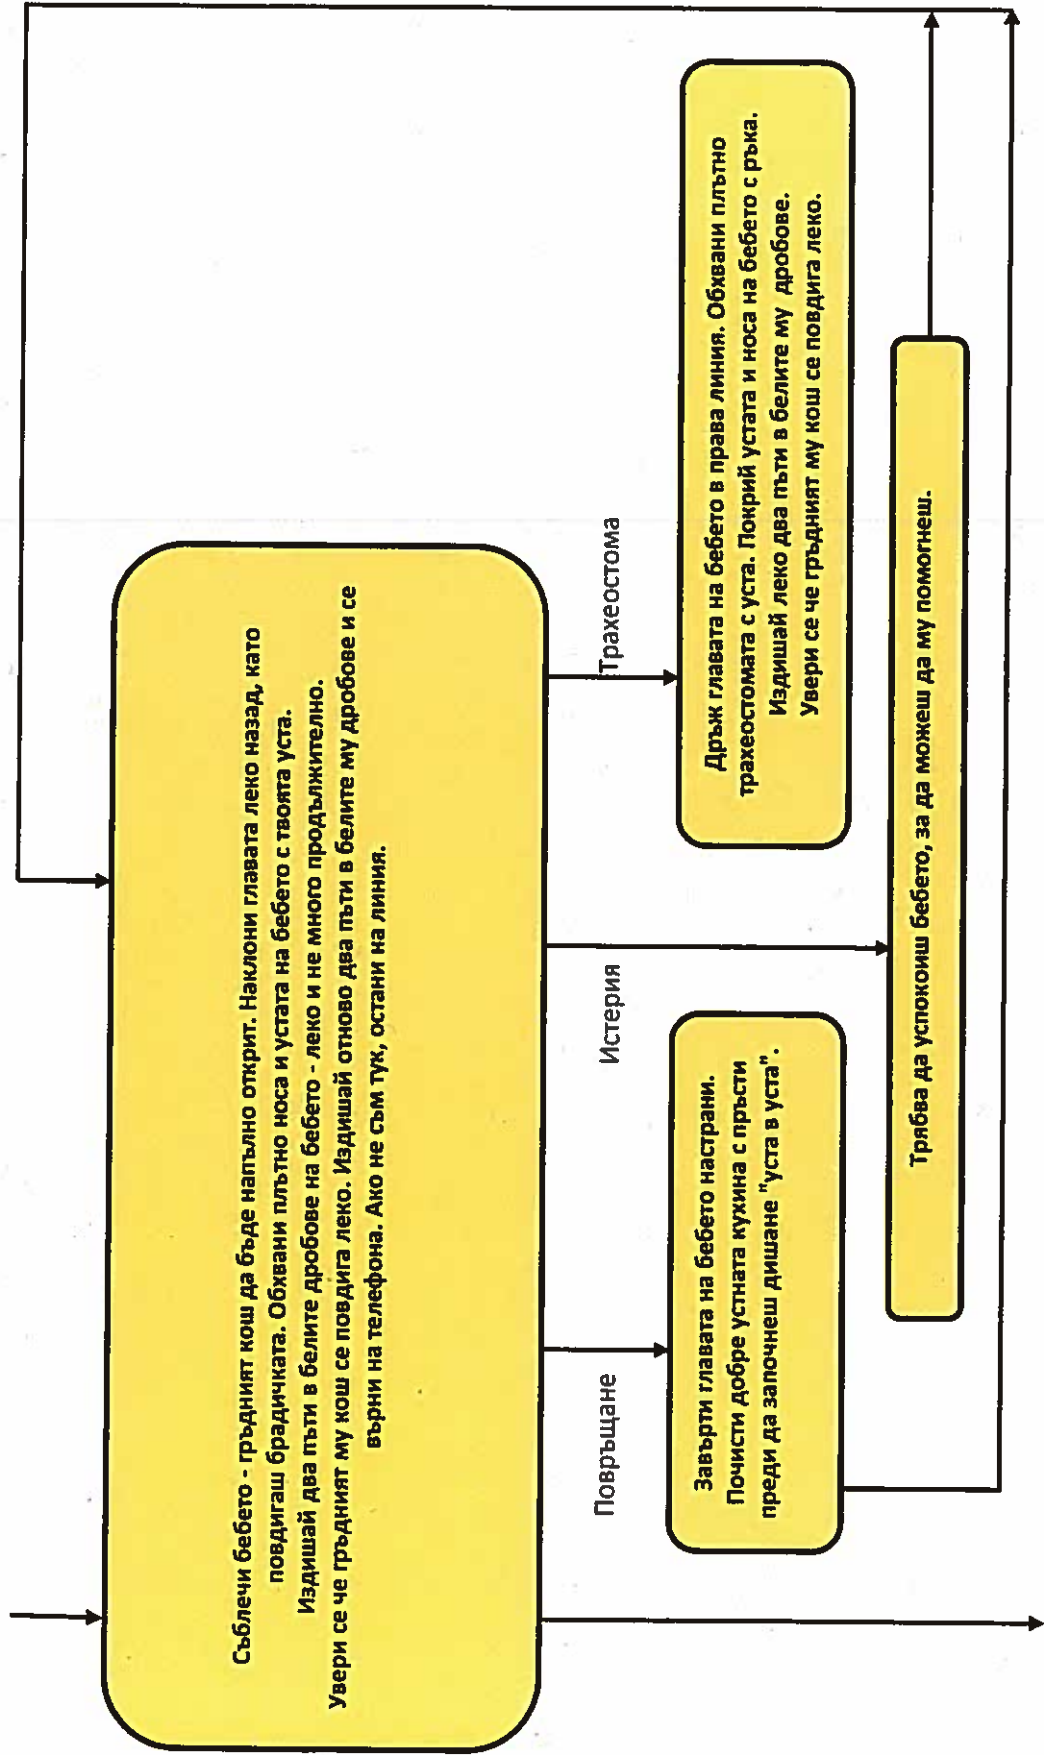 Съблечи бебето - гръдният кош да бъде напълно открит. Наклони главата леко назад, като
повдигаш брадичката. Обхвани плътно носа и устата на бебето с твоята уста.
Издишай два пъти в белите дробове на бебето - леко и не много продължително.
Увери се че гръдният му кош се повдига леко. Издишай отново два пъти в белите му дробове и се
върни на телефона. Ако не съм тук, остани на линия.
Повръщане
Истерия
Трахеостома
Завърти главата на бебето настрани.
Почисти добре устната кухина с пръсти
преди да започнеш дишане "уста в уста".
Дръж главата на бебето в права линия. Обхвани плътно
трахеостомата с уста. Покрий устата и носа на бебето с ръка.
Издишай леко два пъти в белите му дробове.
Увери се че гръдният му кош се повдига леко.
Трябва да успокоиш бебето, за да можеш да му помогнеш.